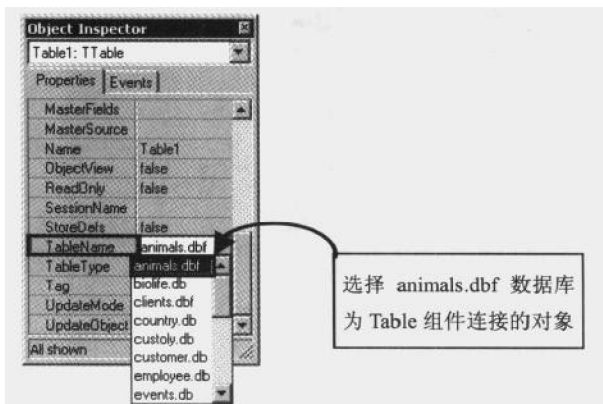 Object Inspector
Table1: TTable
Properties Events
MasterFields
MasterSource
Name Table1
ObjectView false
ReadOnly false
SessionName
StoreDefs false
TableName animals.dbf
TableType animals.dbf
Tag biolife.db
UpdateMode clients.dbf
UpdateObject country.db
custoly.db
All shown customer.db
employee.db
events.db
选择 animals.dbf 数据库
为 Table 组件连接的对象